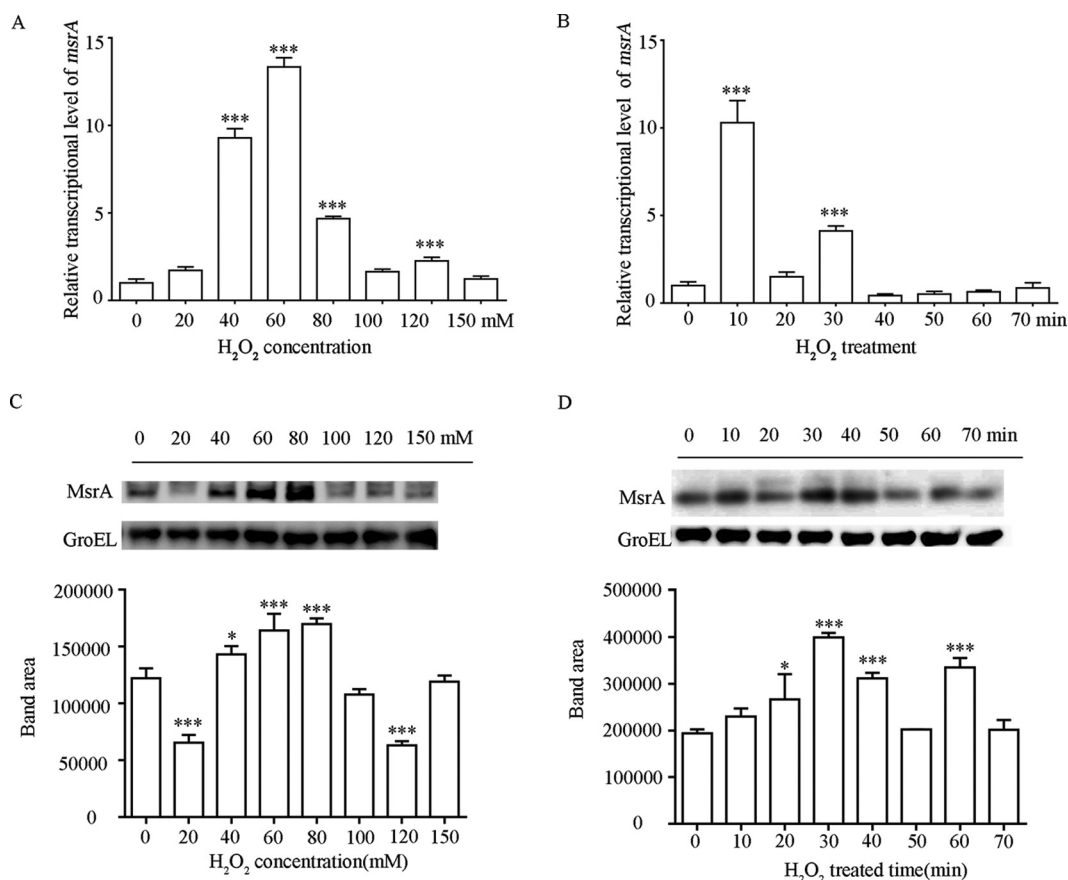 A
Relative transcriptional level of msrA
15
10
5
0
***
***
***
***
0 20 40 60 80 100 120 150 mM
H₂O₂ concentration
B
Relative transcriptional level of msrA
15
10
5
0
***
***
0 10 20 30 40 50 60 70 min
H₂O₂ treatment
C
0 20 40 60 80 100 120 150 mM
MsrA
GroEL
Band area
200000
150000
100000
50000
0
***
*
***
***
***
0 20 40 60 80 100 120 150
H₂O₂ concentration(mM)
D
0 10 20 30 40 50 60 70 min
MsrA
GroEL
Band area
500000
400000
300000
200000
100000
0
*
***
***
***
0 10 20 30 40 50 60 70
H₂O₂ treated time(min)